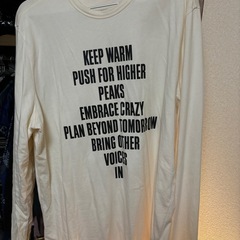 KEEP WARM
PUSH FOR HIGHER
PEAKS
EMBRACE CRAZY
PLAN BEYOND TOMORROW
BRING OTHER
VOICES
IN